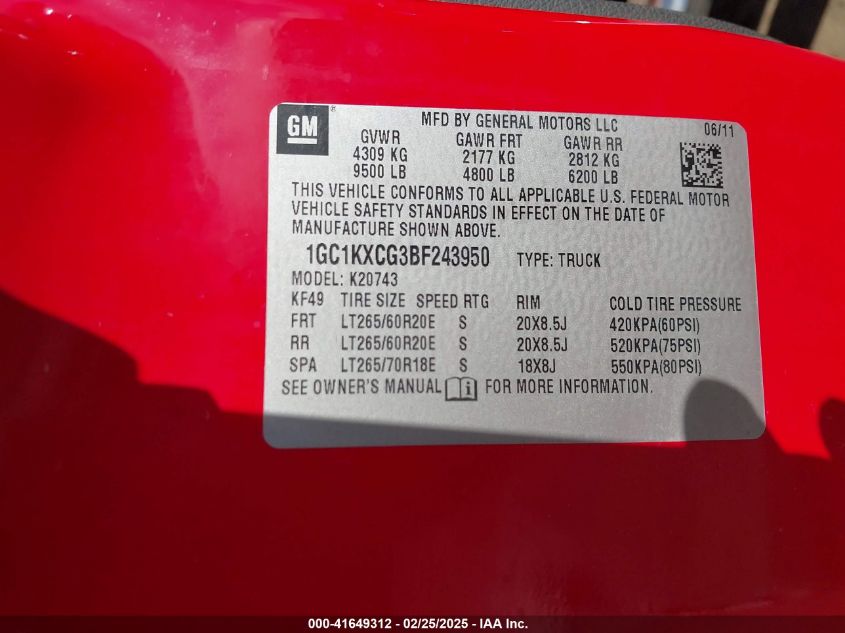 GM
®
MFD BY GENERAL MOTORS LLC
06/11
GVWR GAWR FRT GAWR RR
4309 KG 2177 KG 2812 KG
9500 LB 4800 LB 6200 LB
THIS VEHICLE CONFORMS TO ALL APPLICABLE U.S. FEDERAL MOTOR
VEHICLE SAFETY STANDARDS IN EFFECT ON THE DATE OF
MANUFACTURE SHOWN ABOVE.
1GC1KXCG3BF243950 TYPE: TRUCK
MODEL: K20743
KF49 TIRE SIZE SPEED RTG RIM COLD TIRE PRESSURE
FRT LT265/60R20E S 20X8.5J 420KPA(60PSI)
RR LT265/60R20E S 20X8.5J 520KPA(75PSI)
SPA LT265/70R18E S 18X8J 550KPA(80PSI)
SEE OWNER'S MANUAL i FOR MORE INFORMATION.
000-41649312 - 02/25/2025 - IAA Inc.